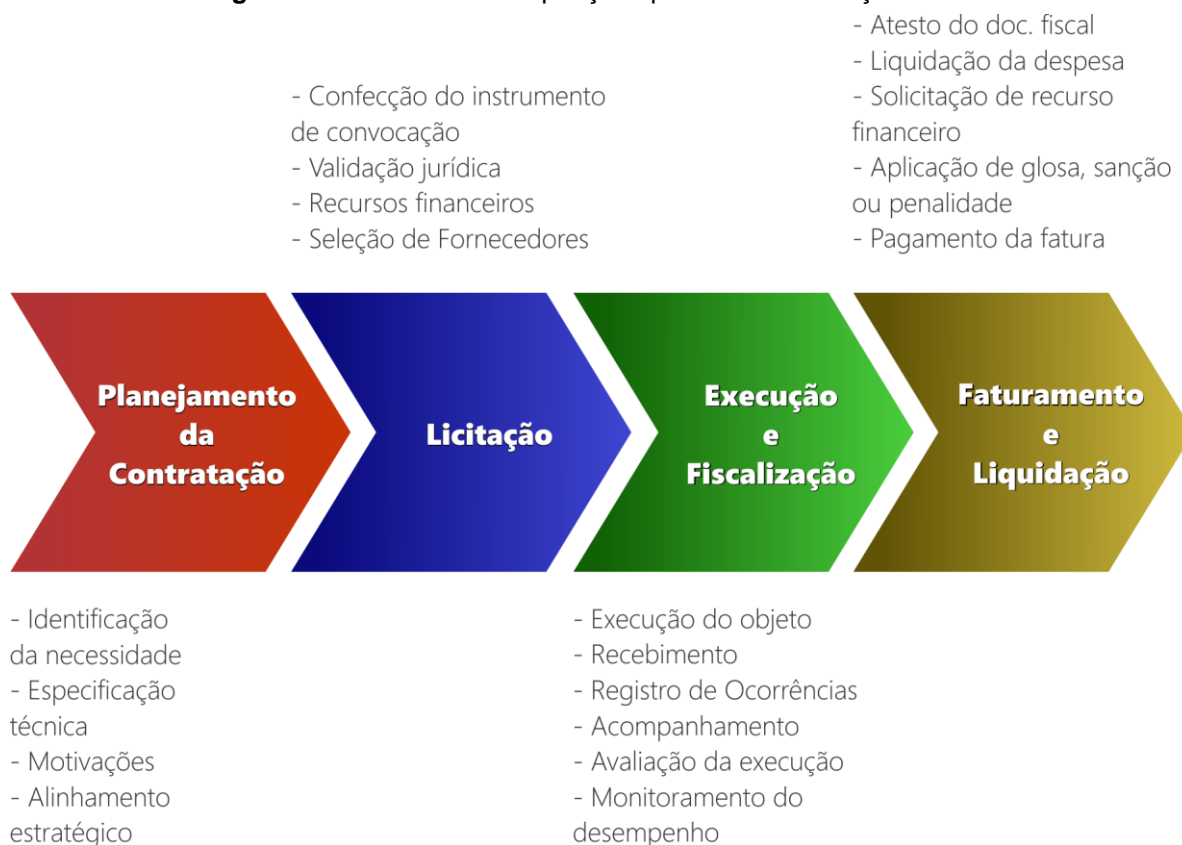 - Atesto do doc. fiscal
- Liquidação da despesa
- Solicitação de recurso
financeiro
- Aplicação de glosa, sanção
ou penalidade
- Pagamento da fatura
- Confecção do instrumento
de convocação
- Validação jurídica
- Recursos financeiros
- Seleção de Fornecedores
Planejamento
da
Contratação
Licitação
Execução
e
Fiscalização
Faturamento
e
Liquidação
- Identificação
da necessidade
- Especificação
técnica
- Motivações
- Alinhamento
estratégico
- Execução do objeto
- Recebimento
- Registro de Ocorrências
- Acompanhamento
- Avaliação da execução
- Monitoramento do
desempenho